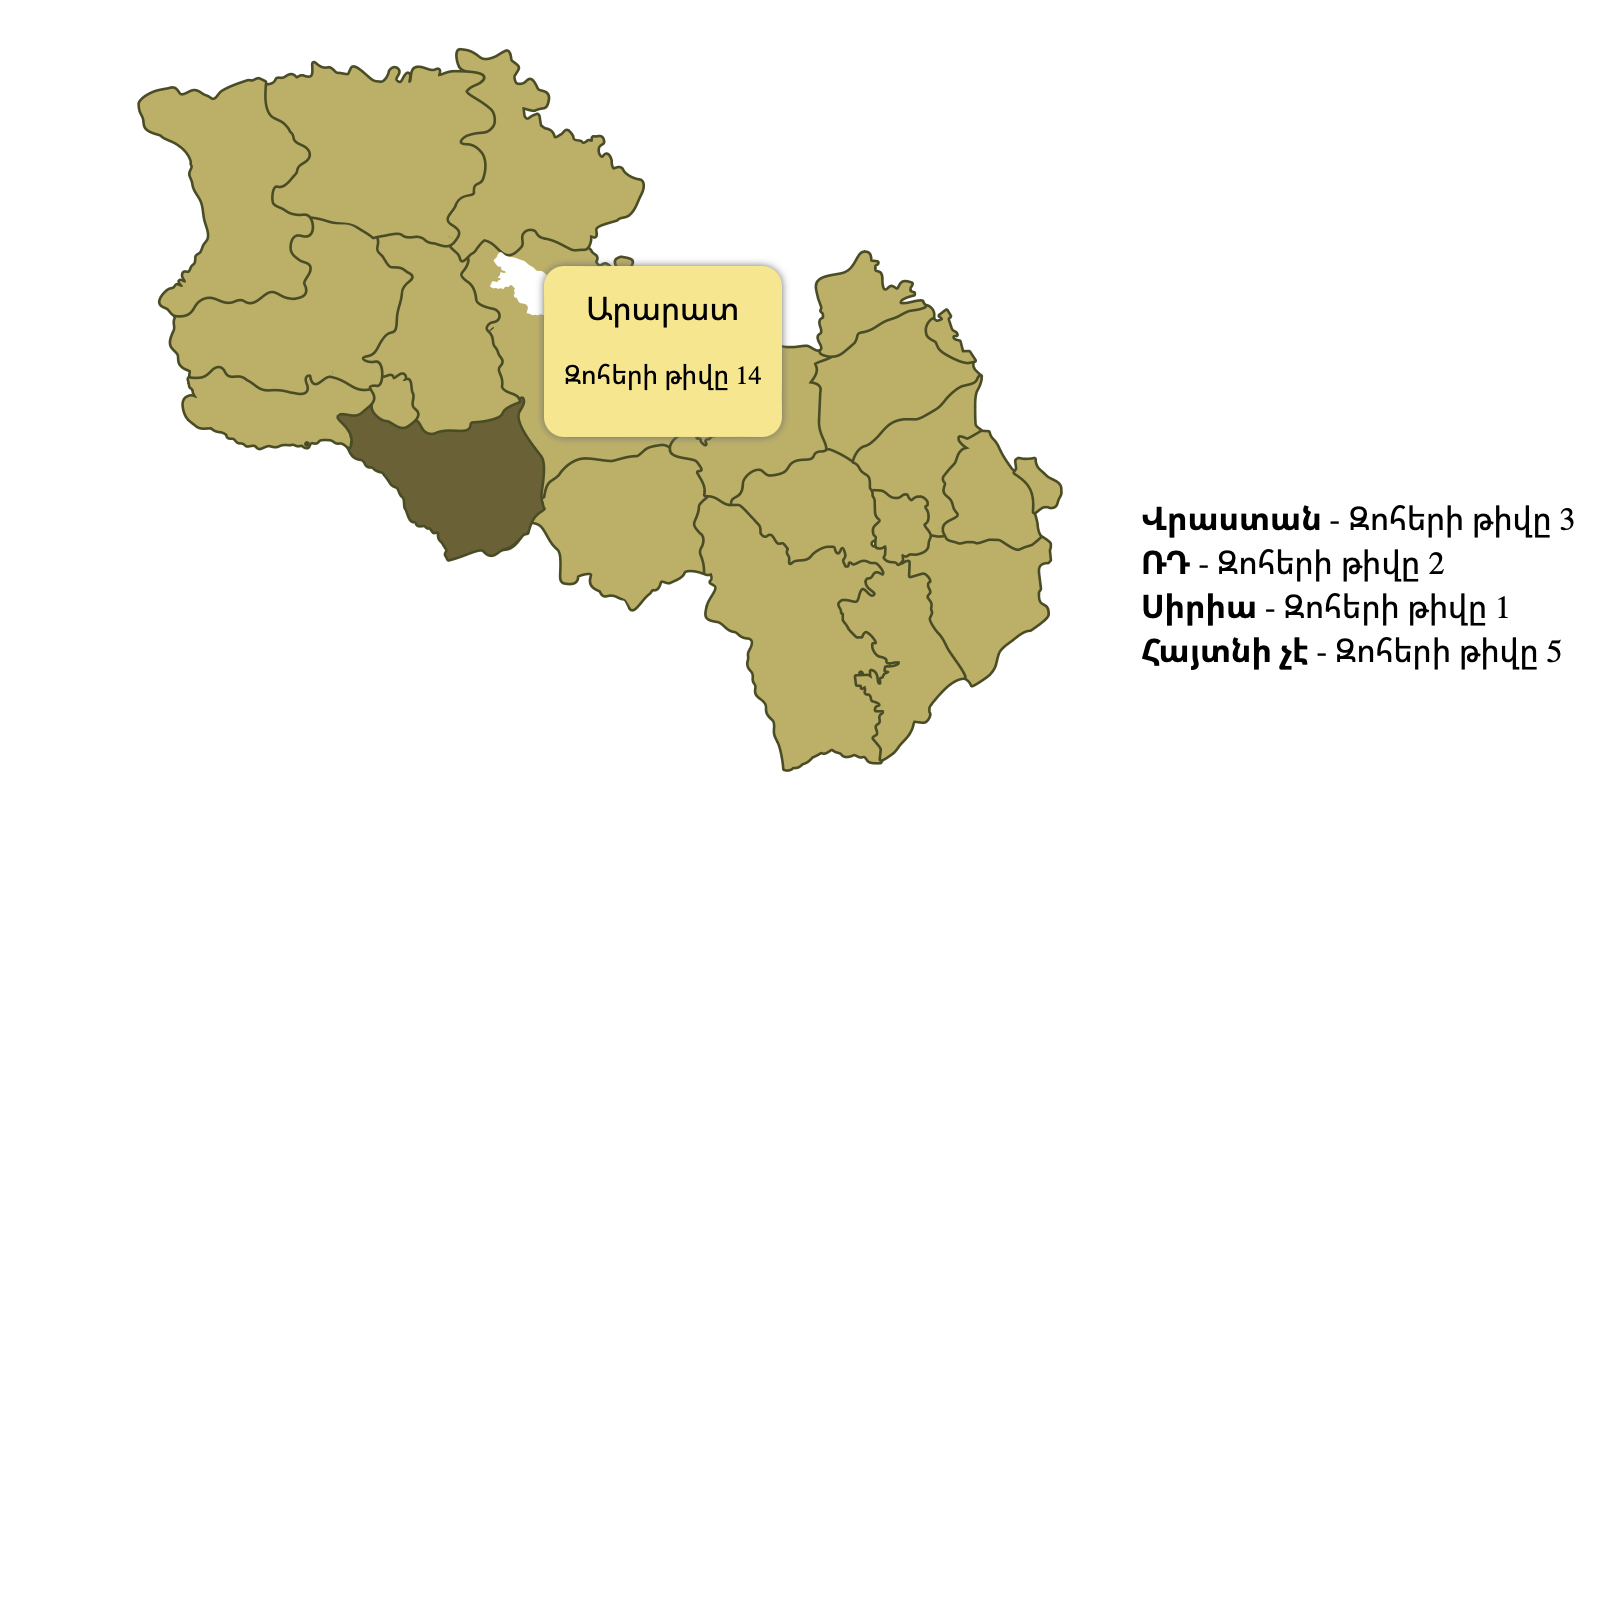 Արարատ
Զոհերի թիվը 14
Վրաստան - Զոհերի թիվը 3
ՌԴ - Զոհերի թիվը 2
Սիրիա - Զոհերի թիվը 1
Հայտնի չէ - Զոհերի թիվը 5